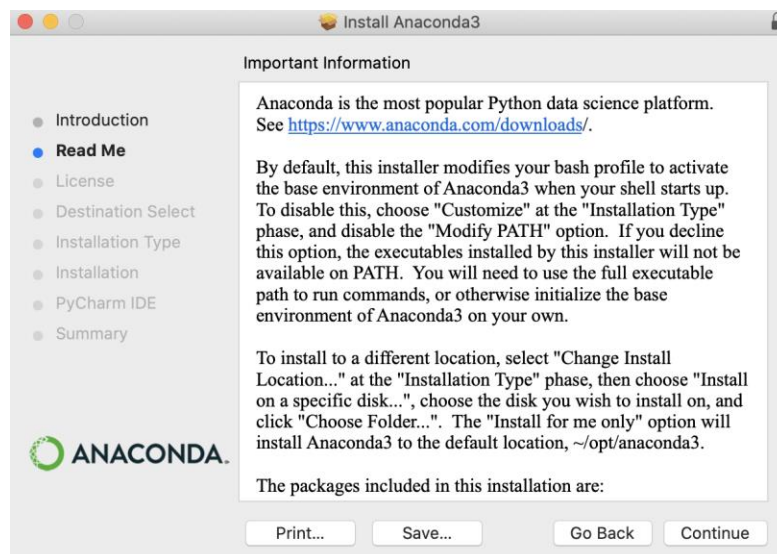 Install Anaconda3
Important Information
Introduction
Read Me
License
Destination Select
Installation Type
Installation
PyCharm IDE
Summary
ANACONDA.
Anaconda is the most popular Python data science platform.
See https://www.anaconda.com/downloads/.
By default, this installer modifies your bash profile to activate
the base environment of Anaconda3 when your shell starts up.
To disable this, choose "Customize" at the "Installation Type"
phase, and disable the "Modify PATH" option.  If you decline
this option, the executables installed by this installer will not be
available on PATH.  You will need to use the full executable
path to run commands, or otherwise initialize the base
environment of Anaconda3 on your own.
To install to a different location, select "Change Install
Location..." at the "Installation Type" phase, then choose "Install
on a specific disk...", choose the disk you wish to install on, and
click "Choose Folder...".  The "Install for me only" option will
install Anaconda3 to the default location, ~/opt/anaconda3.
The packages included in this installation are:
Print...
Save...
Go Back
Continue